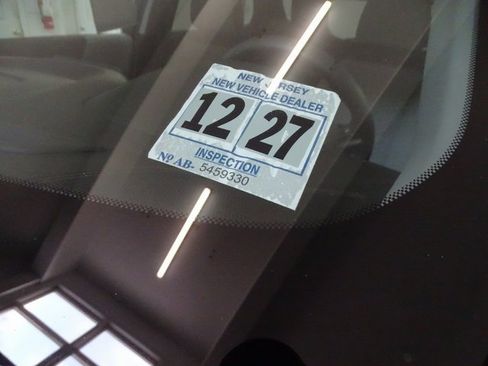 NEW JERSEY
NEW VEHICLE DEALER
12 27
INSPECTION
Nº AB- 5459330